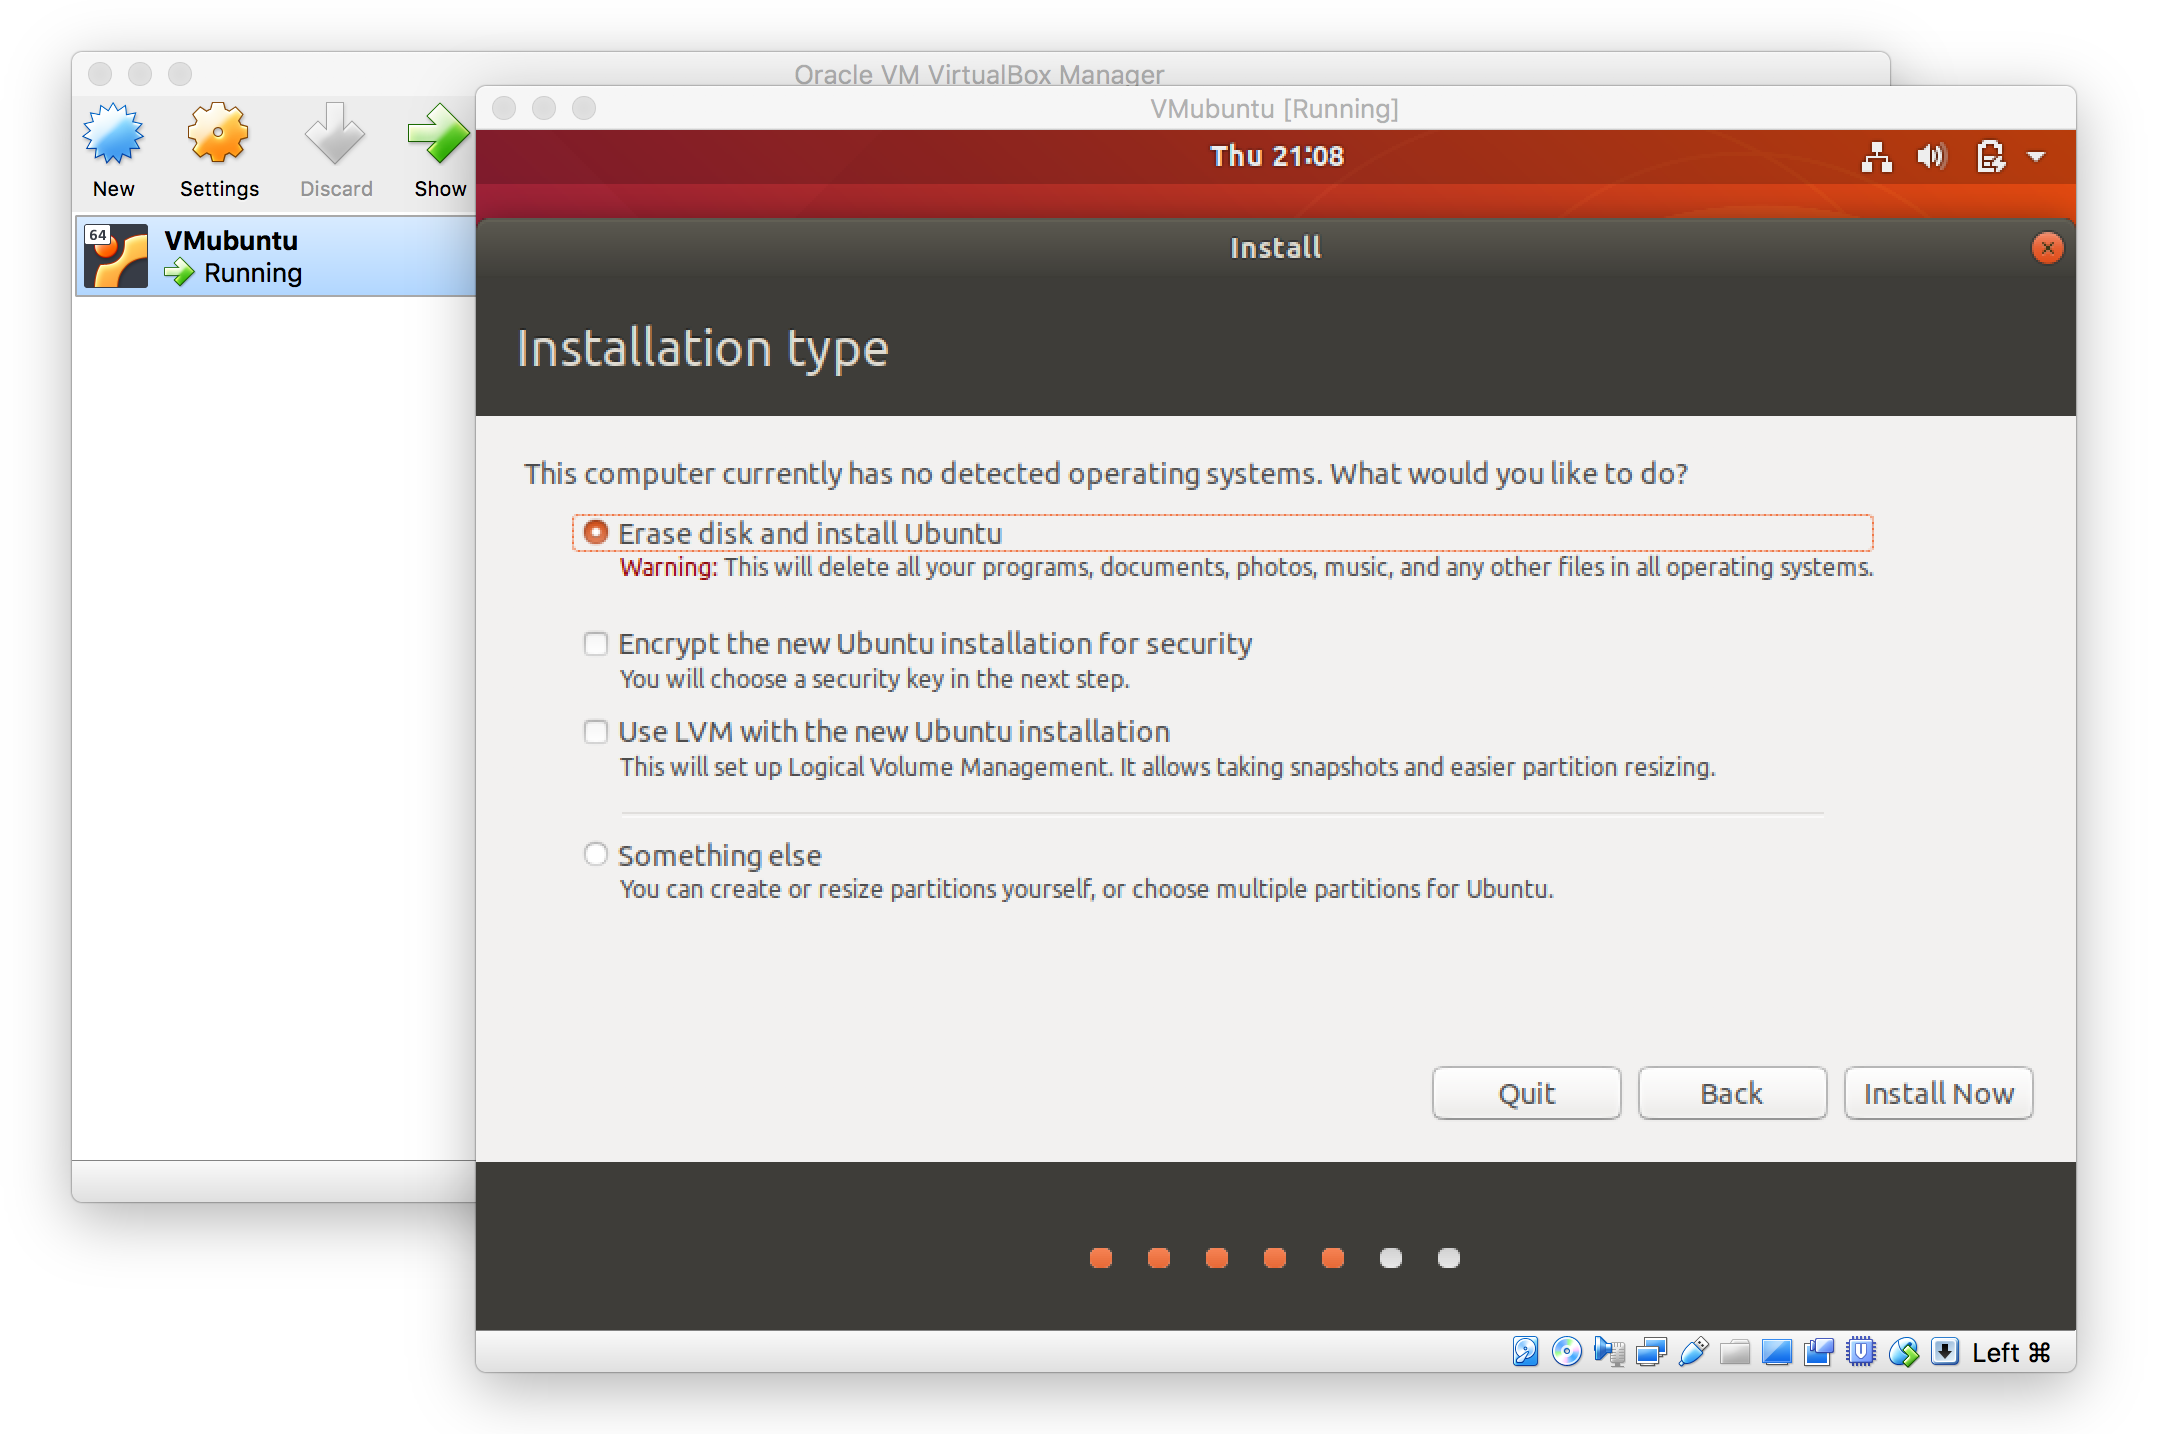 Oracle VM VirtualBox Manager
New
Settings
Discard
Show
64
VMubuntu
Running
VMubuntu [Running]
Thu 21:08
Install
Installation type
This computer currently has no detected operating systems. What would you like to do?
Erase disk and install Ubuntu
Warning: This will delete all your programs, documents, photos, music, and any other files in all operating systems.
Encrypt the new Ubuntu installation for security
You will choose a security key in the next step.
Use LVM with the new Ubuntu installation
This will set up Logical Volume Management. It allows taking snapshots and easier partition resizing.
Something else
You can create or resize partitions yourself, or choose multiple partitions for Ubuntu.
Quit
Back
Install Now
Left ⌘